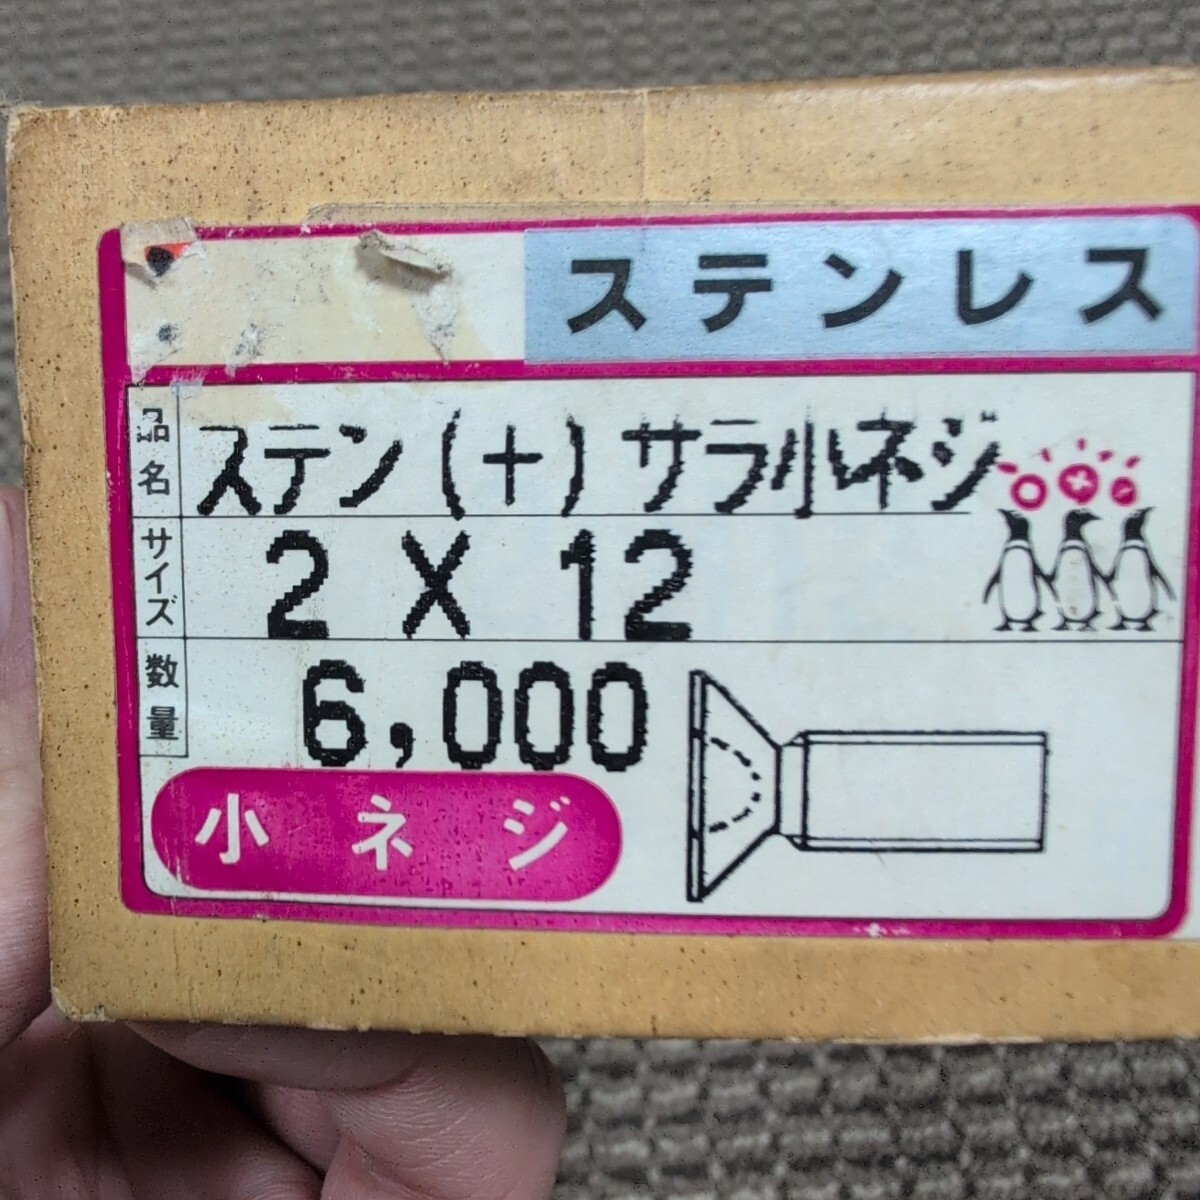 ステンレス
品名 ステン(+)サラ小ネジ
サイズ 2 X 12
数量 6,000
小ネジ